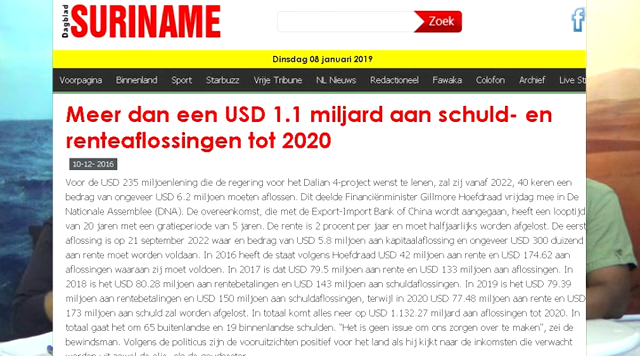 Dagblad
SURINAME
Zoek
Dinsdag 08 januari 2019
Voorpagina Binnenland Sport Starbuzz Vrije Tribune NL Nieuws Redactioneel Fawaka Colofon Archief Live St
Meer dan een USD 1.1 miljard aan schuld- en
renteaflossingen tot 2020
10-12- 2016
Voor de USD 235 miljoenlening die de regering voor het Dalian 4-project wenst te lenen, zal zij vanaf 2022, 40 keren een
bedrag van ongeveer USD 6.2 miljoen moeten aflossen. Dit deelde Financiënminister Gillmore Hoefdraad vrijdag mee in De
Nationale Assemblee (DNA). De overeenkomst, die met de Export-Import Bank of China wordt aangegaan, heeft een looptijd
van 20 jaren met een gratieperiode van 5 jaren. De rente is 2 procent per jaar en moet halfjaarlijks worden afgelost. De eerst
aflossing is op 21 september 2022 waar en bedrag van USD 5.8 miljoen aan kapitaalaflossing en ongeveer USD 300 duizend
aan rente moet worden voldaan. In 2016 heeft de staat volgens Hoefdraad USD 42 miljoen aan rente en USD 174.62 aan
aflossingen waaraan zij moet voldoen. In 2017 is dat USD 79.5 miljoen aan rente en USD 133 miljoen aan aflossingen. In
2018 is het USD 80.28 miljoen aan rentebetalingen en USD 143 miljoen aan schuldaflossingen. In 2019 is het USD 79.39
miljoen aan rentebetalingen en USD 150 miljoen aan schuldaflossingen, terwijl in 2020 USD 77.48 miljoen aan rente en USD
173 miljoen aan schuld zal worden afgelost. In totaal komt alles neer op USD 1.132.27 miljard aan aflossingen tot 2020. In
totaal gaat het om 65 buitenlandse en 19 binnenlandse schulden. "Het is geen issue om ons zorgen over te maken", zei de
bewindsman. Volgens de politicus zijn de vooruitzichten positief voor het land als hij kijkt naar de inkomsten die verwacht
worden uit zowel de olie- als de goudsector